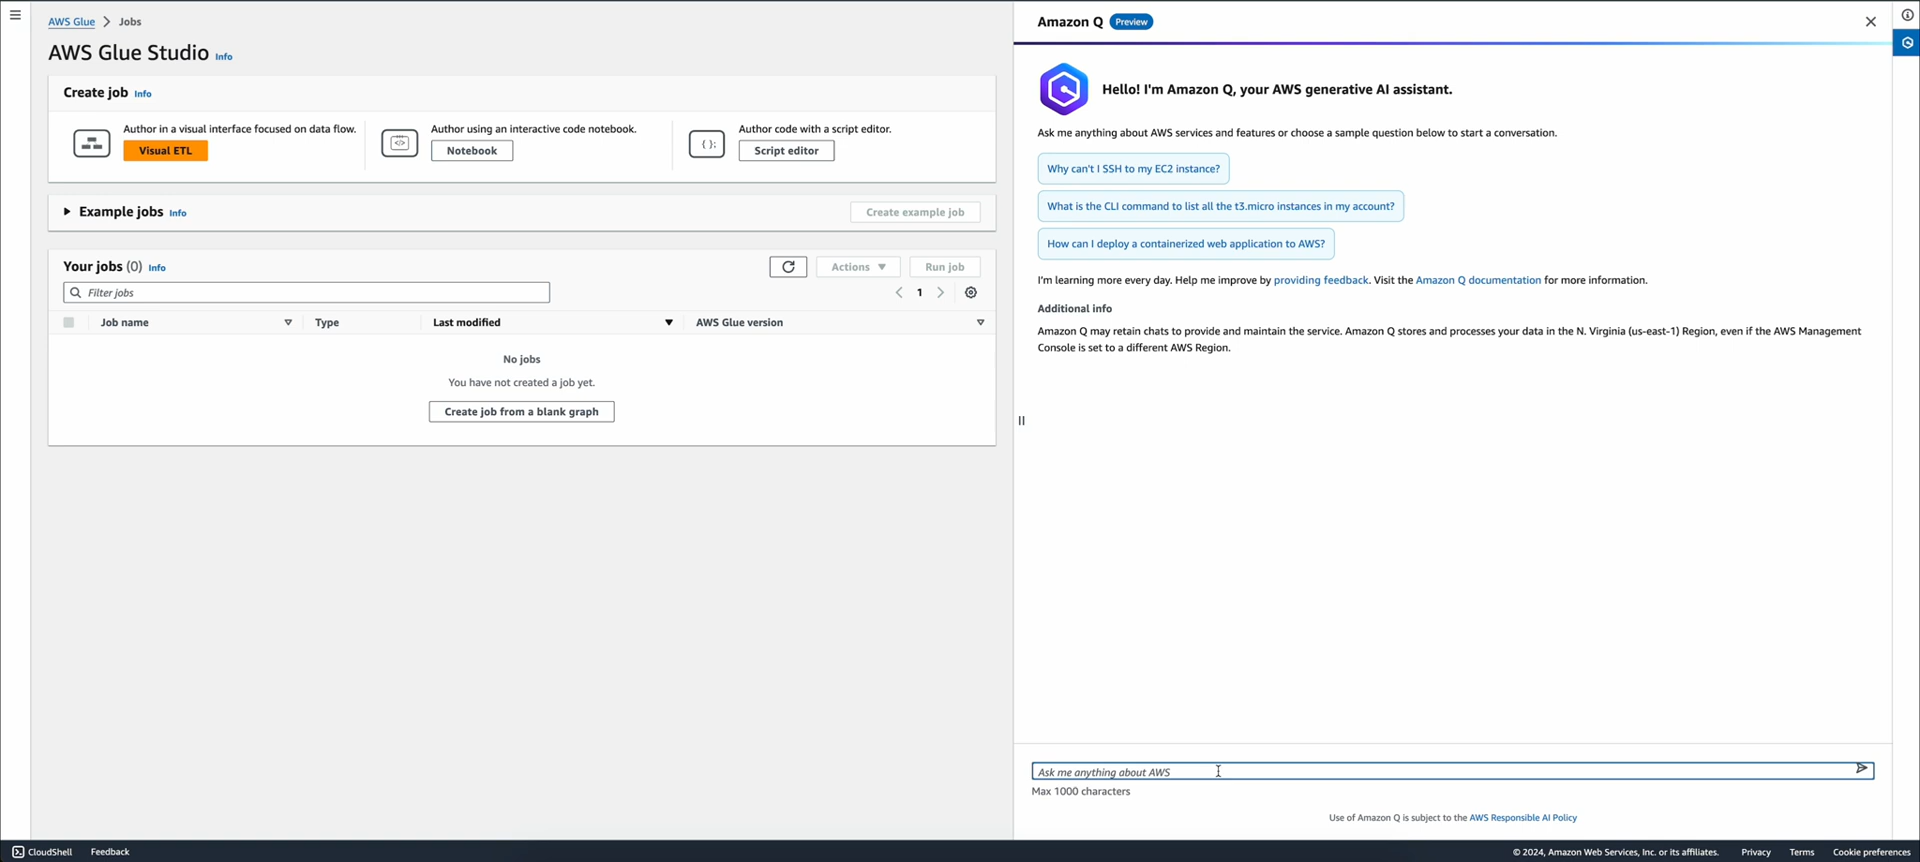 AWS Glue > Jobs
AWS Glue Studio Info
Create job Info
Author in a visual interface focused on data flow.
Visual ETL
Author using an interactive code notebook.
Notebook
Author code with a script editor.
Script editor
Example jobs Info
Create example job
Your jobs (0) Info
Actions
Run job
Filter jobs
1
Job name
Type
Last modified
AWS Glue version
No jobs
You have not created a job yet.
Create job from a blank graph
Amazon Q Preview
Hello! I'm Amazon Q, your AWS generative AI assistant.
Ask me anything about AWS services and features or choose a sample question below to start a conversation.
Why can't I SSH to my EC2 instance?
What is the CLI command to list all the t3.micro instances in my account?
How can I deploy a containerized web application to AWS?
I'm learning more every day. Help me improve by providing feedback. Visit the Amazon Q documentation for more information.
Additional info
Amazon Q may retain chats to provide and maintain the service. Amazon Q stores and processes your data in the N. Virginia (us-east-1) Region, even if the AWS Management
Console is set to a different AWS Region.
Ask me anything about AWS
Max 1000 characters
Use of Amazon Q is subject to the AWS Responsible AI Policy
CloudShell
Feedback
© 2024, Amazon Web Services, Inc. or its affiliates.
Privacy
Terms
Cookie preferences